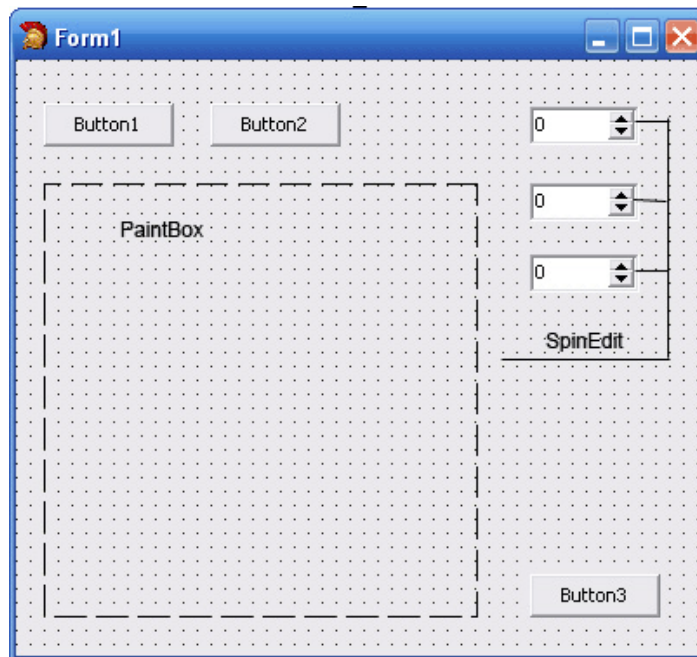 Form1
Button1 Button2 0
0
PaintBox
0
SpinEdit
Button3